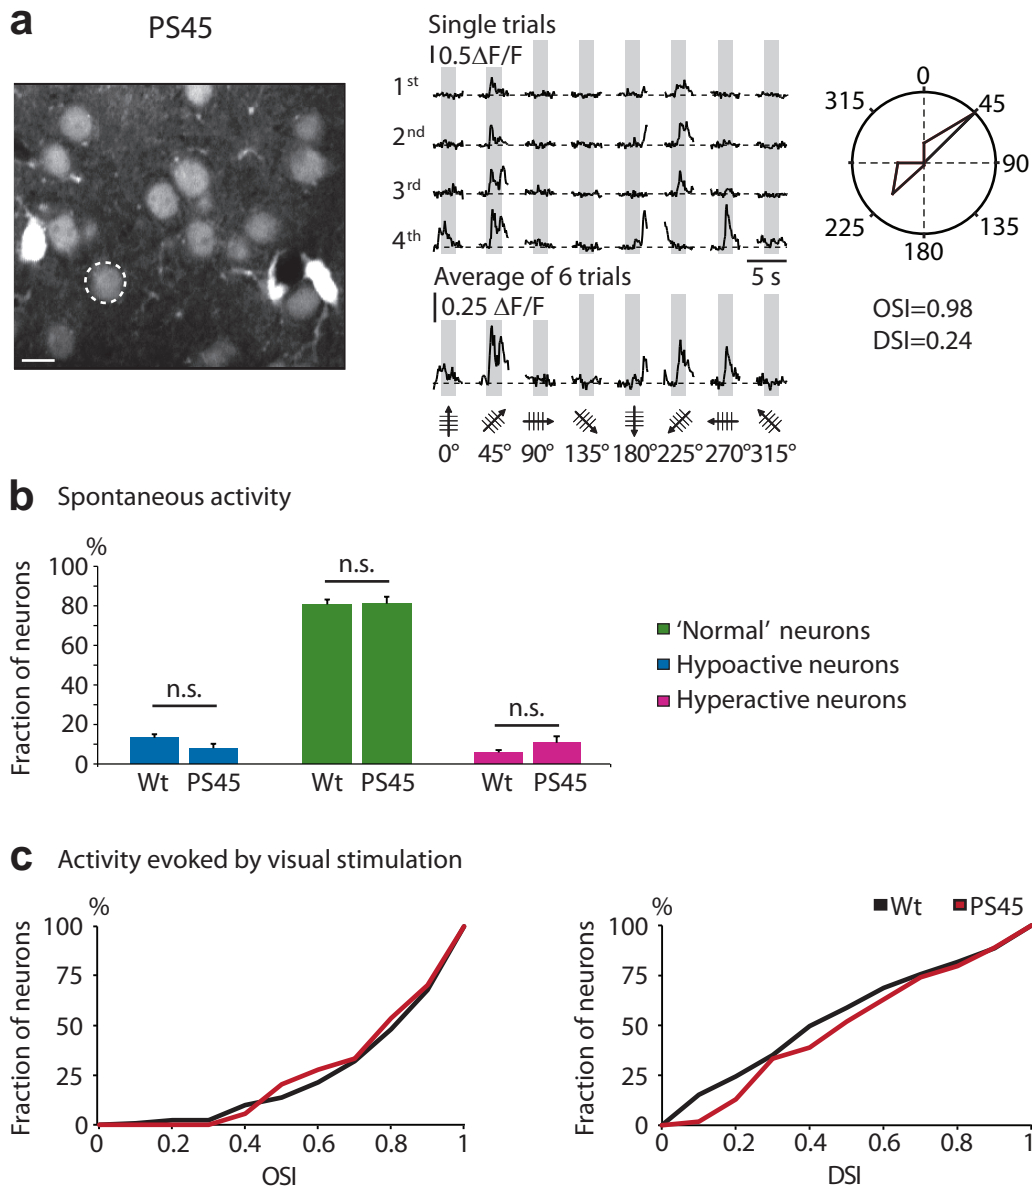 a PS45
Single trials
0.5ΔF/F
1st
2nd
3rd
4th
5 s
Average of 6 trials
0.25 ΔF/F
0° 45° 90° 135° 180° 225° 270° 315°
0
45
90
135
180
225
315
OSI=0.98
DSI=0.24
b Spontaneous activity
%
Fraction of neurons
100
80
60
40
20
0
n.s.
n.s.
n.s.
Wt PS45 Wt PS45 Wt PS45
'Normal' neurons
Hypoactive neurons
Hyperactive neurons
c Activity evoked by visual stimulation
%
Fraction of neurons
100
75
50
25
0
0 0.2 0.4 0.6 0.8 1
OSI
Wt PS45
%
Fraction of neurons
100
75
50
25
0
0 0.2 0.4 0.6 0.8 1
DSI